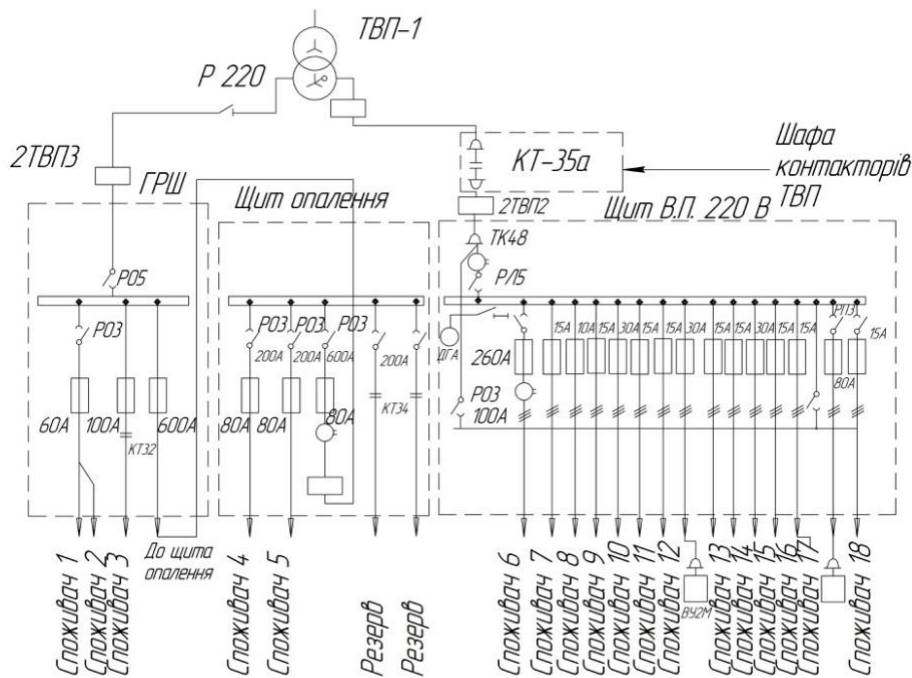 ТВП-1
Р 220
2ТВП3
ГРШ
Щит опалення
КТ-35а
Шафа
контакторів
ТВП
2ТВП2
Щит В.П. 220 В
ТК48
Р05
РЛ5
Р03
Р03
Р03
Р03
200А
200А
600А
200А
ДГА
260А
15А
10А
15А
30А
15А
15А
30А
15А
15А
30А
15А
15А
РПЗ
15А
80А
60А
100А
КТ32
600А
80А
80А
80А
КТ34
Р03
100А
До щита
опалення
ВУ2М
Споживач 1
Споживач 2
Споживач 3
Споживач 4
Споживач 5
Резерв
Резерв
Споживач 6
Споживач 7
Споживач 8
Споживач 9
Споживач 10
Споживач 11
Споживач 12
Споживач 13
Споживач 14
Споживач 15
Споживач 16
Споживач 17
Споживач 18